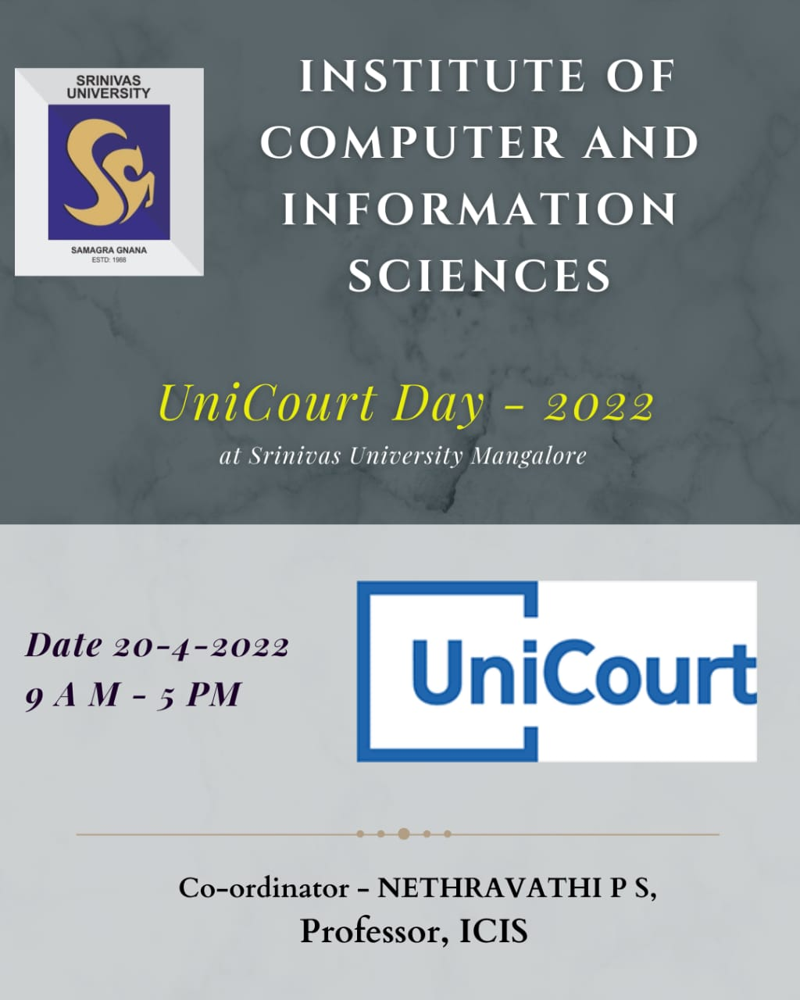 SRINIVAS
UNIVERSITY
SAMAGRA GNANA
ESTD: 1988
INSTITUTE OF
COMPUTER AND
INFORMATION
SCIENCES
UniCourt Day - 2022
at Srinivas University Mangalore
Date 20-4-2022
9 A M - 5 PM
UniCourt
Co-ordinator - NETHRAVATHI P S,
Professor, ICIS